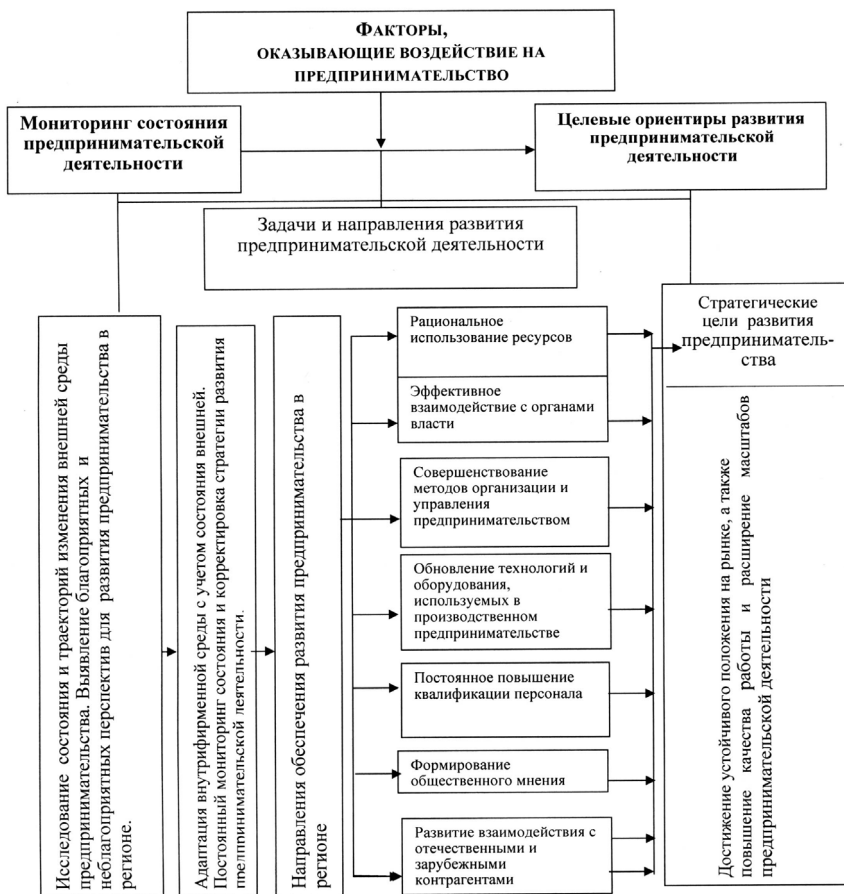 ФАКТОРЫ,
ОКАЗЫВАЮЩИЕ ВОЗДЕЙСТВИЕ НА
ПРЕДПРИНИМАТЕЛЬСТВО
Мониторинг состояния
предпринимательской
деятельности
Целевые ориентиры развития
предпринимательской
деятельности
Задачи и направления развития
предпринимательской деятельности
Исследование состояния и траекторий изменения внешней среды
предпринимательства. Выявление благоприятных и
неблагоприятных перспектив для развития предпринимательства в
регионе.
Адаптация внутрифирменной среды с учетом состояния внешней.
Постоянный мониторинг состояния и корректировка стратегии развития
предпринимательской деятельности.
Направления обеспечения развития предпринимательства в
регионе
Рациональное
использование ресурсов
Эффективное
взаимодействие с органами
власти
Совершенствование
методов организации и
управления
предпринимательством
Обновление технологий и
оборудования,
используемых в
производственном
предпринимательстве
Постоянное повышение
квалификации персонала
Формирование
общественного мнения
Развитие взаимодействия с
отечественными и
зарубежными
контрагентами
Стратегические
цели развития
предприниматель-
ства
Достижение устойчивого положения на рынке, а также
повышение качества работы и расширение масштабов
предпринимательской деятельности